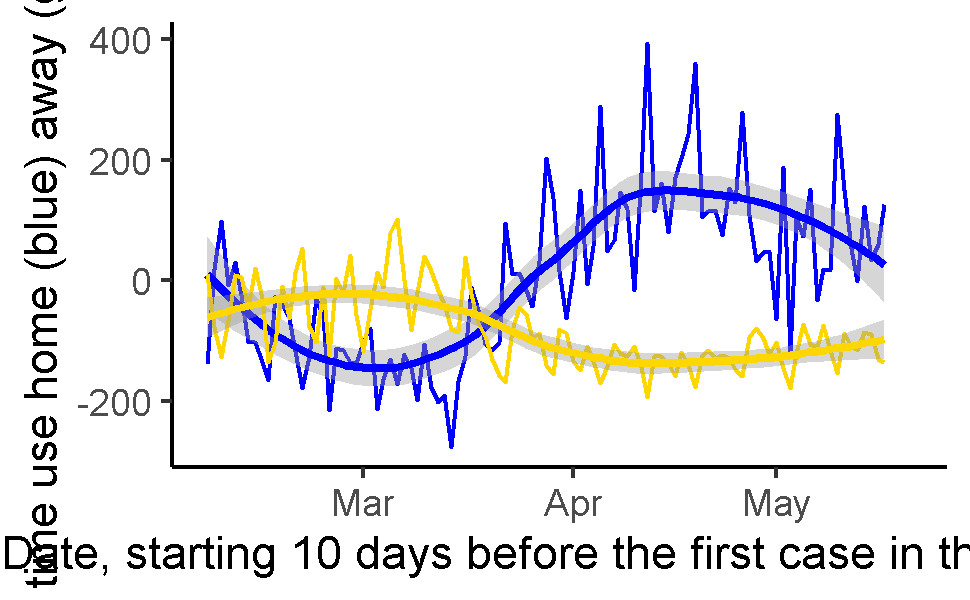 time use home (blue) away (
400
200
0
-200
Mar Apr May
Date, starting 10 days before the first case in th